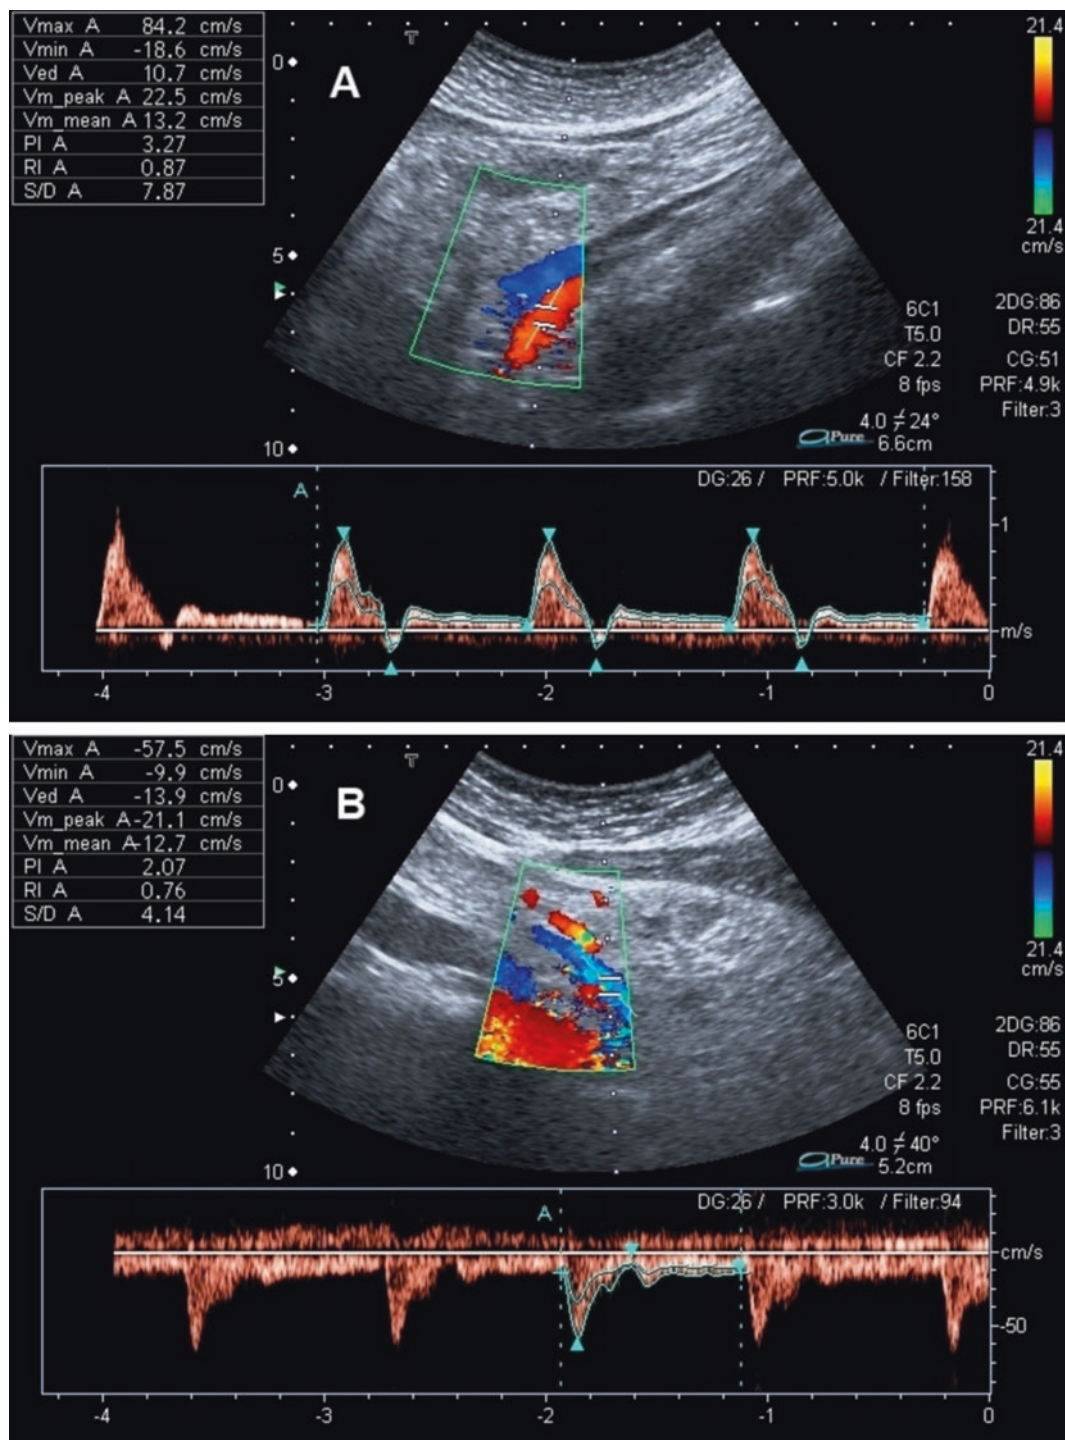 Vmax A 84.2 cm/s
Vmin A -18.6 cm/s
Ved A 10.7 cm/s
Vm_peak A 22.5 cm/s
Vm_mean A 13.2 cm/s
PI A 3.27
RI A 0.87
S/D A 7.87
T
A
0
5
10
21.4
21.4
cm/s
6C1
T5.0
CF 2.2
8 fps
2DG:86
DR:55
CG:51
PRF:4.9k
Filter:3
4.0 24°
6.6cm
APure
A
DG:26 / PRF:5.0k / Filter:158
1
m/s
-4 -3 -2 -1 0
Vmax A -57.5 cm/s
Vmin A -9.9 cm/s
Ved A -13.9 cm/s
Vm_peak A-21.1 cm/s
Vm_mean A-12.7 cm/s
PI A 2.07
RI A 0.76
S/D A 4.14
T
B
0
5
10
21.4
21.4
cm/s
6C1
T5.0
CF 2.2
8 fps
2DG:86
DR:55
CG:55
PRF:6.1k
Filter:3
4.0 40°
5.2cm
APure
A
DG:26 / PRF:3.0k / Filter:94
cm/s
-50
-4 -3 -2 -1 0